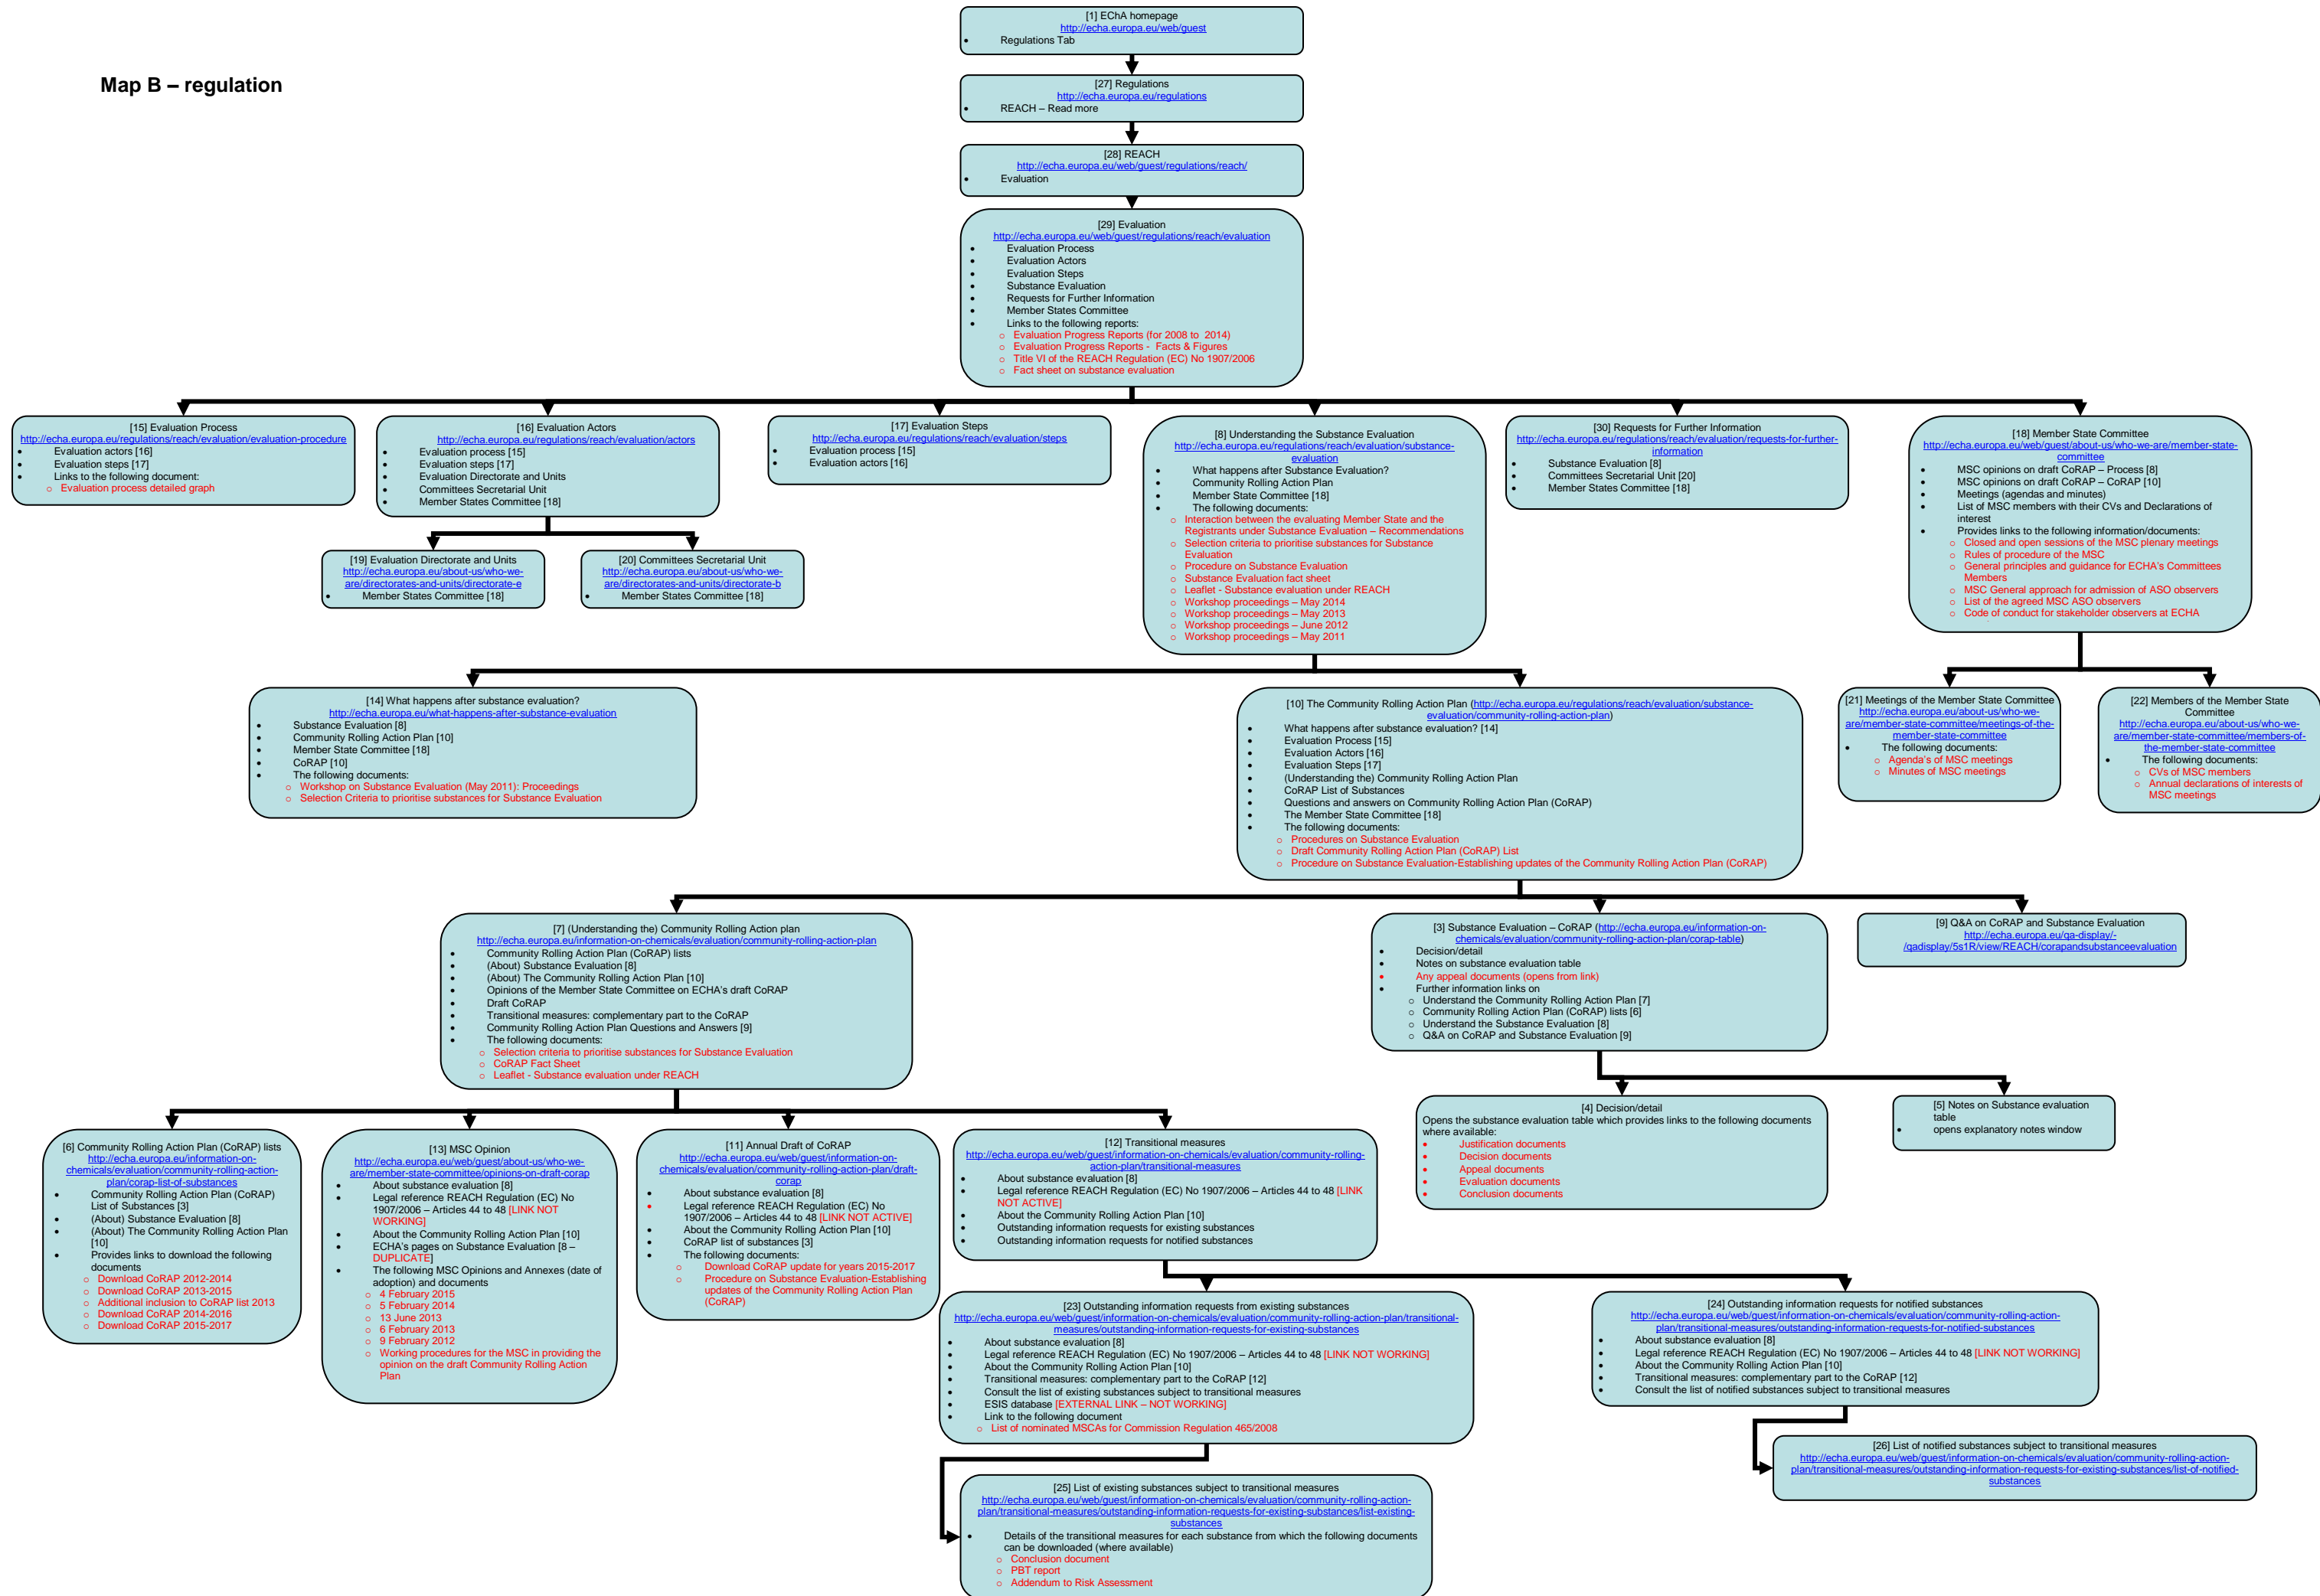 Map B – regulation
[1] EChA homepage
http://echa.europa.eu/web/guest
• Regulations Tab
[27] Regulations
http://echa.europa.eu/regulations
• REACH – Read more
[28] REACH
http://echa.europa.eu/web/guest/regulations/reach/
• Evaluation
[29] Evaluation
http://echa.europa.eu/web/guest/regulations/reach/evaluation
• Evaluation Process
• Evaluation Actors
• Evaluation Steps
• Substance Evaluation
• Requests for Further Information
• Member States Committee
• Links to the following reports:
o Evaluation Progress Reports (for 2008 to 2014)
o Evaluation Progress Reports - Facts & Figures
o Title VI of the REACH Regulation (EC) No 1907/2006
o Fact sheet on substance evaluation
[15] Evaluation Process
http://echa.europa.eu/regulations/reach/evaluation/evaluation-procedure
• Evaluation actors [16]
• Evaluation steps [17]
• Links to the following document:
o Evaluation process detailed graph
[16] Evaluation Actors
http://echa.europa.eu/regulations/reach/evaluation/actors
• Evaluation process [15]
• Evaluation steps [17]
• Evaluation Directorate and Units
• Committees Secretarial Unit
• Member States Committee [18]
[17] Evaluation Steps
http://echa.europa.eu/regulations/reach/evaluation/steps
• Evaluation process [15]
• Evaluation actors [16]
[8] Understanding the Substance Evaluation
http://echa.europa.eu/regulations/reach/evaluation/substance-
evaluation
• What happens after Substance Evaluation?
• Community Rolling Action Plan
• Member State Committee [18]
• The following documents:
o Interaction between the evaluating Member State and the
Registrants under Substance Evaluation – Recommendations
o Selection criteria to prioritise substances for Substance
Evaluation
o Procedure on Substance Evaluation
o Substance Evaluation fact sheet
o Leaflet - Substance evaluation under REACH
o Workshop proceedings – May 2014
o Workshop proceedings – May 2013
o Workshop proceedings – June 2012
o Workshop proceedings – May 2011
[30] Requests for Further Information
http://echa.europa.eu/regulations/reach/evaluation/requests-for-further-
information
• Substance Evaluation [8]
• Committees Secretarial Unit [20]
• Member States Committee [18]
[18] Member State Committee
http://echa.europa.eu/web/guest/about-us/who-we-are/member-state-
committee
• MSC opinions on draft CoRAP – Process [8]
• MSC opinions on draft CoRAP – CoRAP [10]
• Meetings (agendas and minutes)
• List of MSC members with their CVs and Declarations of
interest
• Provides links to the following information/documents:
o Closed and open sessions of the MSC plenary meetings
o Rules of procedure of the MSC
o General principles and guidance for ECHA's Committees
Members
o MSC General approach for admission of ASO observers
o List of the agreed MSC ASO observers
o Code of conduct for stakeholder observers at ECHA
[19] Evaluation Directorate and Units
http://echa.europa.eu/about-us/who-we-
are/directorates-and-units/directorate-e
• Member States Committee [18]
[20] Committees Secretarial Unit
http://echa.europa.eu/about-us/who-we-
are/directorates-and-units/directorate-b
• Member States Committee [18]
[14] What happens after substance evaluation?
http://echa.europa.eu/what-happens-after-substance-evaluation
• Substance Evaluation [8]
• Community Rolling Action Plan [10]
• Member State Committee [18]
• CoRAP [10]
• The following documents:
o Workshop on Substance Evaluation (May 2011): Proceedings
o Selection Criteria to prioritise substances for Substance Evaluation
[10] The Community Rolling Action Plan (http://echa.europa.eu/regulations/reach/evaluation/substance-
evaluation/community-rolling-action-plan)
• What happens after substance evaluation? [14]
• Evaluation Process [15]
• Evaluation Actors [16]
• Evaluation Steps [17]
• (Understanding the) Community Rolling Action Plan
• CoRAP List of Substances
• Questions and answers on Community Rolling Action Plan (CoRAP)
• The Member State Committee [18]
• The following documents:
o Procedures on Substance Evaluation
o Draft Community Rolling Action Plan (CoRAP) List
o Procedure on Substance Evaluation-Establishing updates of the Community Rolling Action Plan (CoRAP)
[21] Meetings of the Member State Committee
http://echa.europa.eu/about-us/who-we-
are/member-state-committee/meetings-of-the-
member-state-committee
• The following documents:
o Agenda's of MSC meetings
o Minutes of MSC meetings
[22] Members of the Member State
Committee
http://echa.europa.eu/about-us/who-we-
are/member-state-committee/members-of-
the-member-state-committee
• The following documents:
o CVs of MSC members
o Annual declarations of interests of
MSC meetings
[7] (Understanding the) Community Rolling Action plan
http://echa.europa.eu/information-on-chemicals/evaluation/community-rolling-action-plan
• Community Rolling Action Plan (CoRAP) lists
• (About) Substance Evaluation [8]
• (About) The Community Rolling Action Plan [10]
• Opinions of the Member State Committee on ECHA's draft CoRAP
• Draft CoRAP
• Transitional measures: complementary part to the CoRAP
• Community Rolling Action Plan Questions and Answers [9]
• The following documents:
o Selection criteria to prioritise substances for Substance Evaluation
o CoRAP Fact Sheet
o Leaflet - Substance evaluation under REACH
[3] Substance Evaluation – CoRAP (http://echa.europa.eu/information-on-
chemicals/evaluation/community-rolling-action-plan/corap-table)
• Decision/detail
• Notes on substance evaluation table
• Any appeal documents (opens from link)
• Further information links on
o Understand the Community Rolling Action Plan [7]
o Community Rolling Action Plan (CoRAP) lists [6]
o Understand the Substance Evaluation [8]
o Q&A on CoRAP and Substance Evaluation [9]
[9] Q&A on CoRAP and Substance Evaluation
http://echa.europa.eu/qa-display/-
/qadisplay/5s1R/view/REACH/corapandsubstanceevaluation
[4] Decision/detail
Opens the substance evaluation table which provides links to the following documents
where available:
• Justification documents
• Decision documents
• Appeal documents
• Evaluation documents
• Conclusion documents
[5] Notes on Substance evaluation
table
• opens explanatory notes window
[6] Community Rolling Action Plan (CoRAP) lists
http://echa.europa.eu/information-on-
chemicals/evaluation/community-rolling-action-
plan/corap-list-of-substances
• Community Rolling Action Plan (CoRAP)
List of Substances [3]
• (About) Substance Evaluation [8]
• (About) The Community Rolling Action Plan
[10]
• Provides links to download the following
documents
o Download CoRAP 2012-2014
o Download CoRAP 2013-2015
o Additional inclusion to CoRAP list 2013
o Download CoRAP 2014-2016
o Download CoRAP 2015-2017
[13] MSC Opinion
http://echa.europa.eu/web/guest/about-us/who-we-
are/member-state-committee/opinions-on-draft-corap
• About substance evaluation [8]
• Legal reference REACH Regulation (EC) No
1907/2006 – Articles 44 to 48 [LINK NOT
WORKING]
• About the Community Rolling Action Plan [10]
• ECHA's pages on Substance Evaluation [8 –
DUPLICATE]
• The following MSC Opinions and Annexes (date of
adoption) and documents
o 4 February 2015
o 5 February 2014
o 13 June 2013
o 6 February 2013
o 9 February 2012
o Working procedures for the MSC in providing the
opinion on the draft Community Rolling Action
Plan
[11] Annual Draft of CoRAP
http://echa.europa.eu/web/guest/information-on-
chemicals/evaluation/community-rolling-action-plan/draft-
corap
• About substance evaluation [8]
• Legal reference REACH Regulation (EC) No
1907/2006 – Articles 44 to 48 [LINK NOT ACTIVE]
• About the Community Rolling Action Plan [10]
• CoRAP list of substances [3]
• The following documents:
o Download CoRAP update for years 2015-2017
o Procedure on Substance Evaluation-Establishing
updates of the Community Rolling Action Plan
(CoRAP)
[12] Transitional measures
http://echa.europa.eu/web/guest/information-on-chemicals/evaluation/community-rolling-
action-plan/transitional-measures
• About substance evaluation [8]
• Legal reference REACH Regulation (EC) No 1907/2006 – Articles 44 to 48 [LINK
NOT ACTIVE]
• About the Community Rolling Action Plan [10]
• Outstanding information requests for existing substances
• Outstanding information requests for notified substances
[23] Outstanding information requests from existing substances
http://echa.europa.eu/web/guest/information-on-chemicals/evaluation/community-rolling-action-plan/transitional-
measures/outstanding-information-requests-for-existing-substances
• About substance evaluation [8]
• Legal reference REACH Regulation (EC) No 1907/2006 – Articles 44 to 48 [LINK NOT WORKING]
• About the Community Rolling Action Plan [10]
• Transitional measures: complementary part to the CoRAP [12]
• Consult the list of existing substances subject to transitional measures
• ESIS database [EXTERNAL LINK – NOT WORKING]
• Link to the following document
o List of nominated MSCAs for Commission Regulation 465/2008
[24] Outstanding information requests for notified substances
http://echa.europa.eu/web/guest/information-on-chemicals/evaluation/community-rolling-action-
plan/transitional-measures/outstanding-information-requests-for-notified-substances
• About substance evaluation [8]
• Legal reference REACH Regulation (EC) No 1907/2006 – Articles 44 to 48 [LINK NOT WORKING]
• About the Community Rolling Action Plan [10]
• Transitional measures: complementary part to the CoRAP [12]
• Consult the list of notified substances subject to transitional measures
[26] List of notified substances subject to transitional measures
http://echa.europa.eu/web/guest/information-on-chemicals/evaluation/community-rolling-action-
plan/transitional-measures/outstanding-information-requests-for-existing-substances/list-of-notified-
substances
[25] List of existing substances subject to transitional measures
http://echa.europa.eu/web/guest/information-on-chemicals/evaluation/community-rolling-action-
plan/transitional-measures/outstanding-information-requests-for-existing-substances/list-existing-
substances
• Details of the transitional measures for each substance from which the following documents
can be downloaded (where available)
o Conclusion document
o PBT report
o Addendum to Risk Assessment